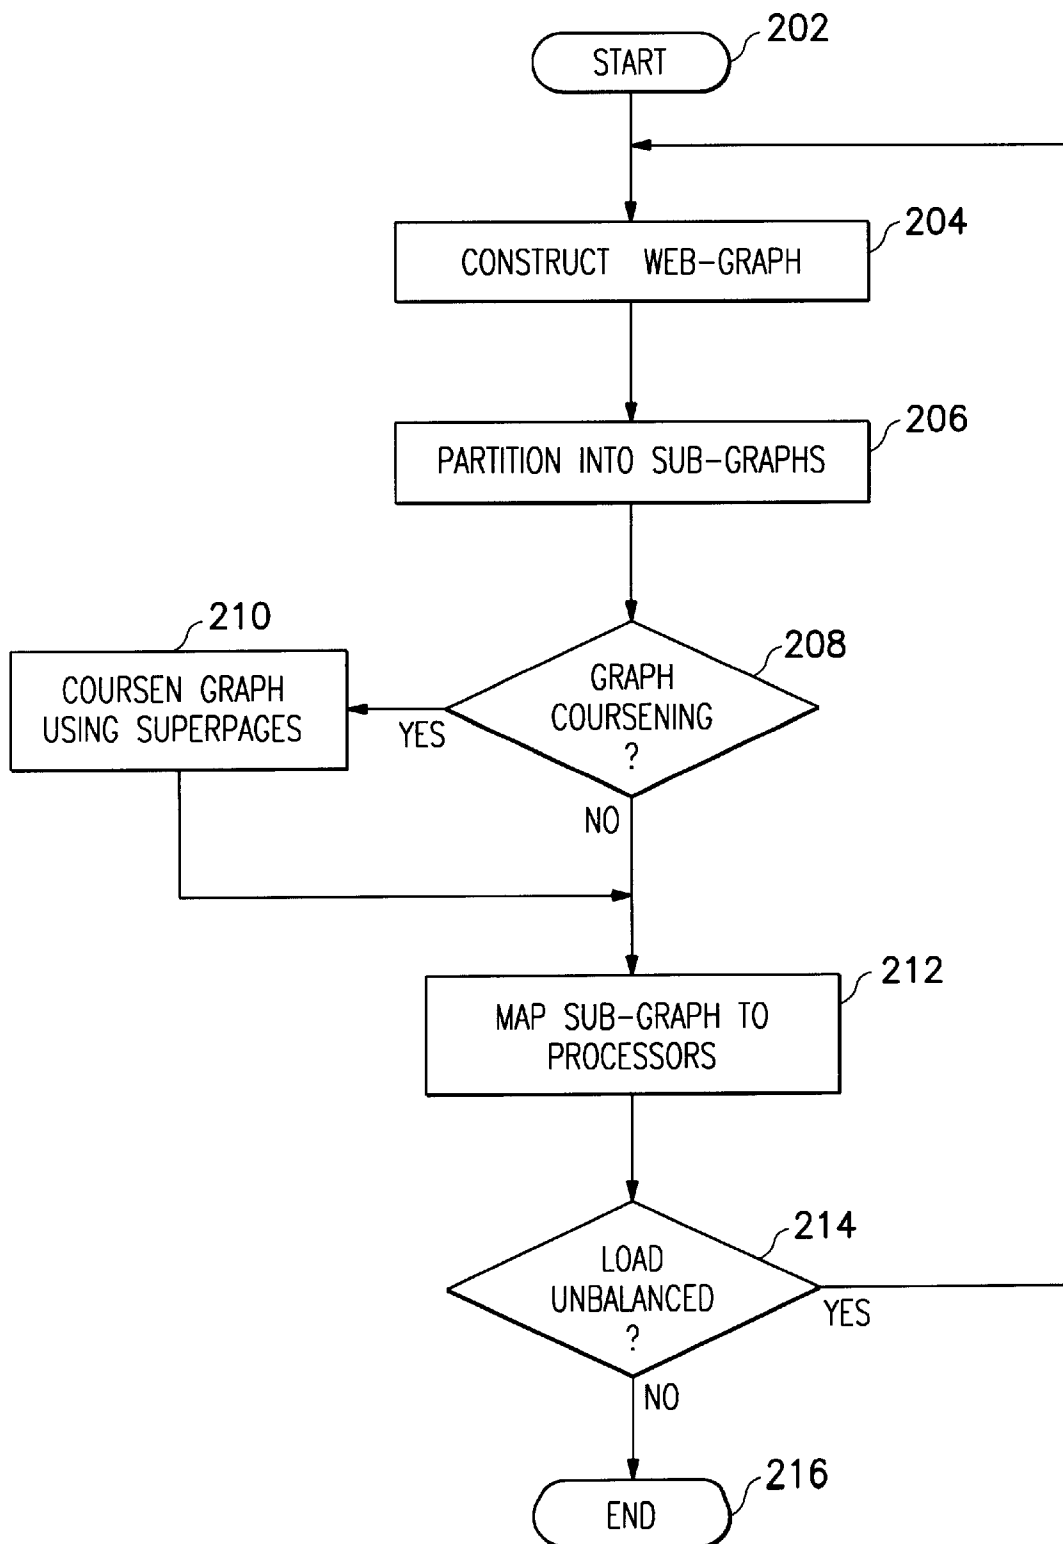 START
202
CONSTRUCT WEB-GRAPH
204
PARTITION INTO SUB-GRAPHS
206
GRAPH
COURSENING
?
208
YES
NO
210
COURSEN GRAPH
USING SUPERPAGES
MAP SUB-GRAPH TO
PROCESSORS
212
LOAD
UNBALANCED
?
214
YES
NO
END
216